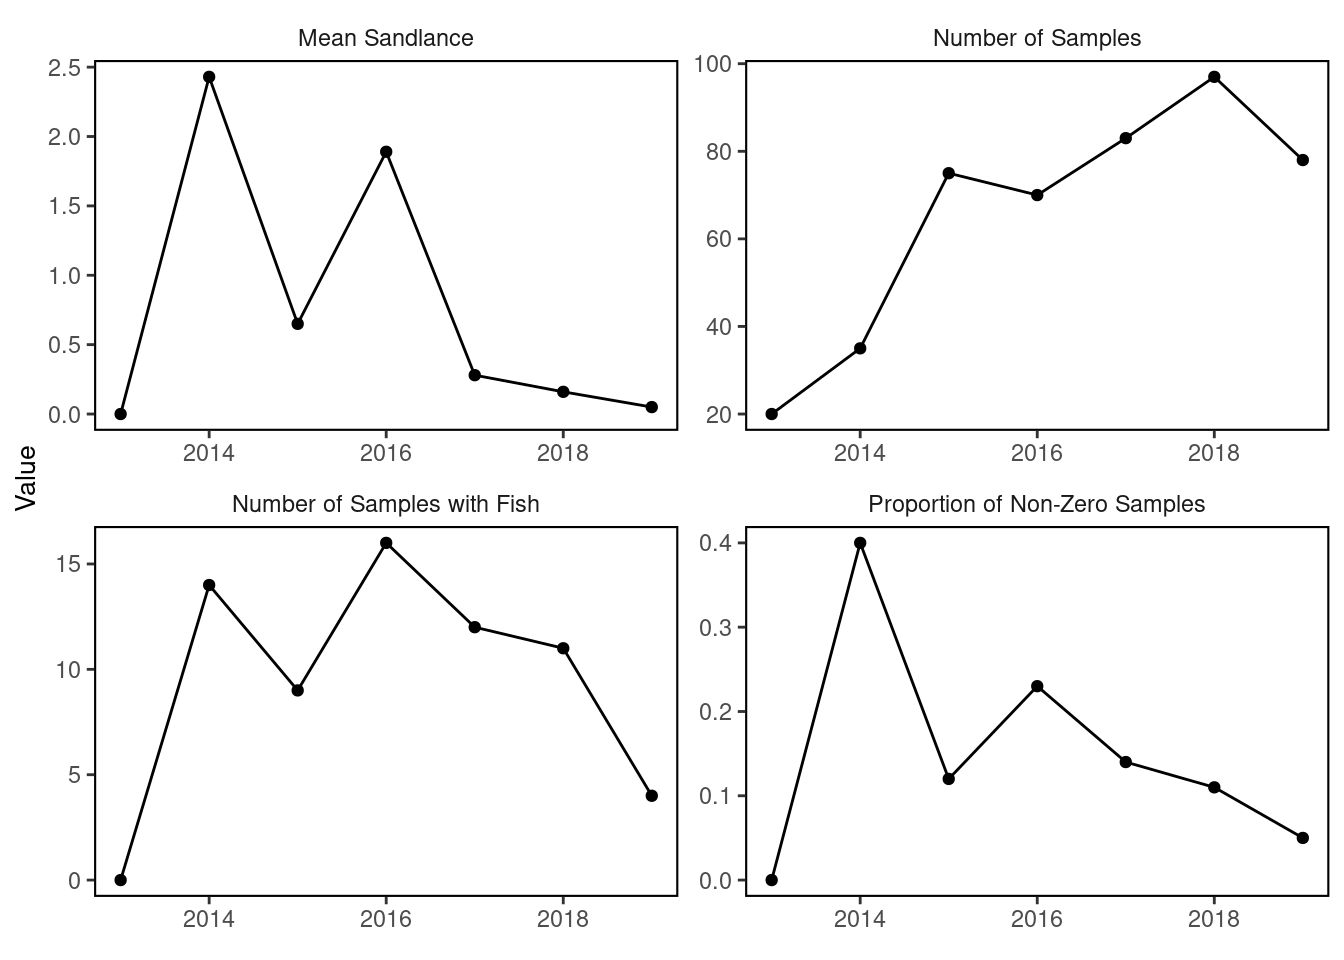 Mean Sandlance
2.5
2.0
1.5
1.0
0.5
0.0
2014 2016 2018
Number of Samples
100
80
60
40
20
2014 2016 2018
Value
Number of Samples with Fish
15
10
5
0
2014 2016 2018
Proportion of Non-Zero Samples
0.4
0.3
0.2
0.1
0.0
2014 2016 2018